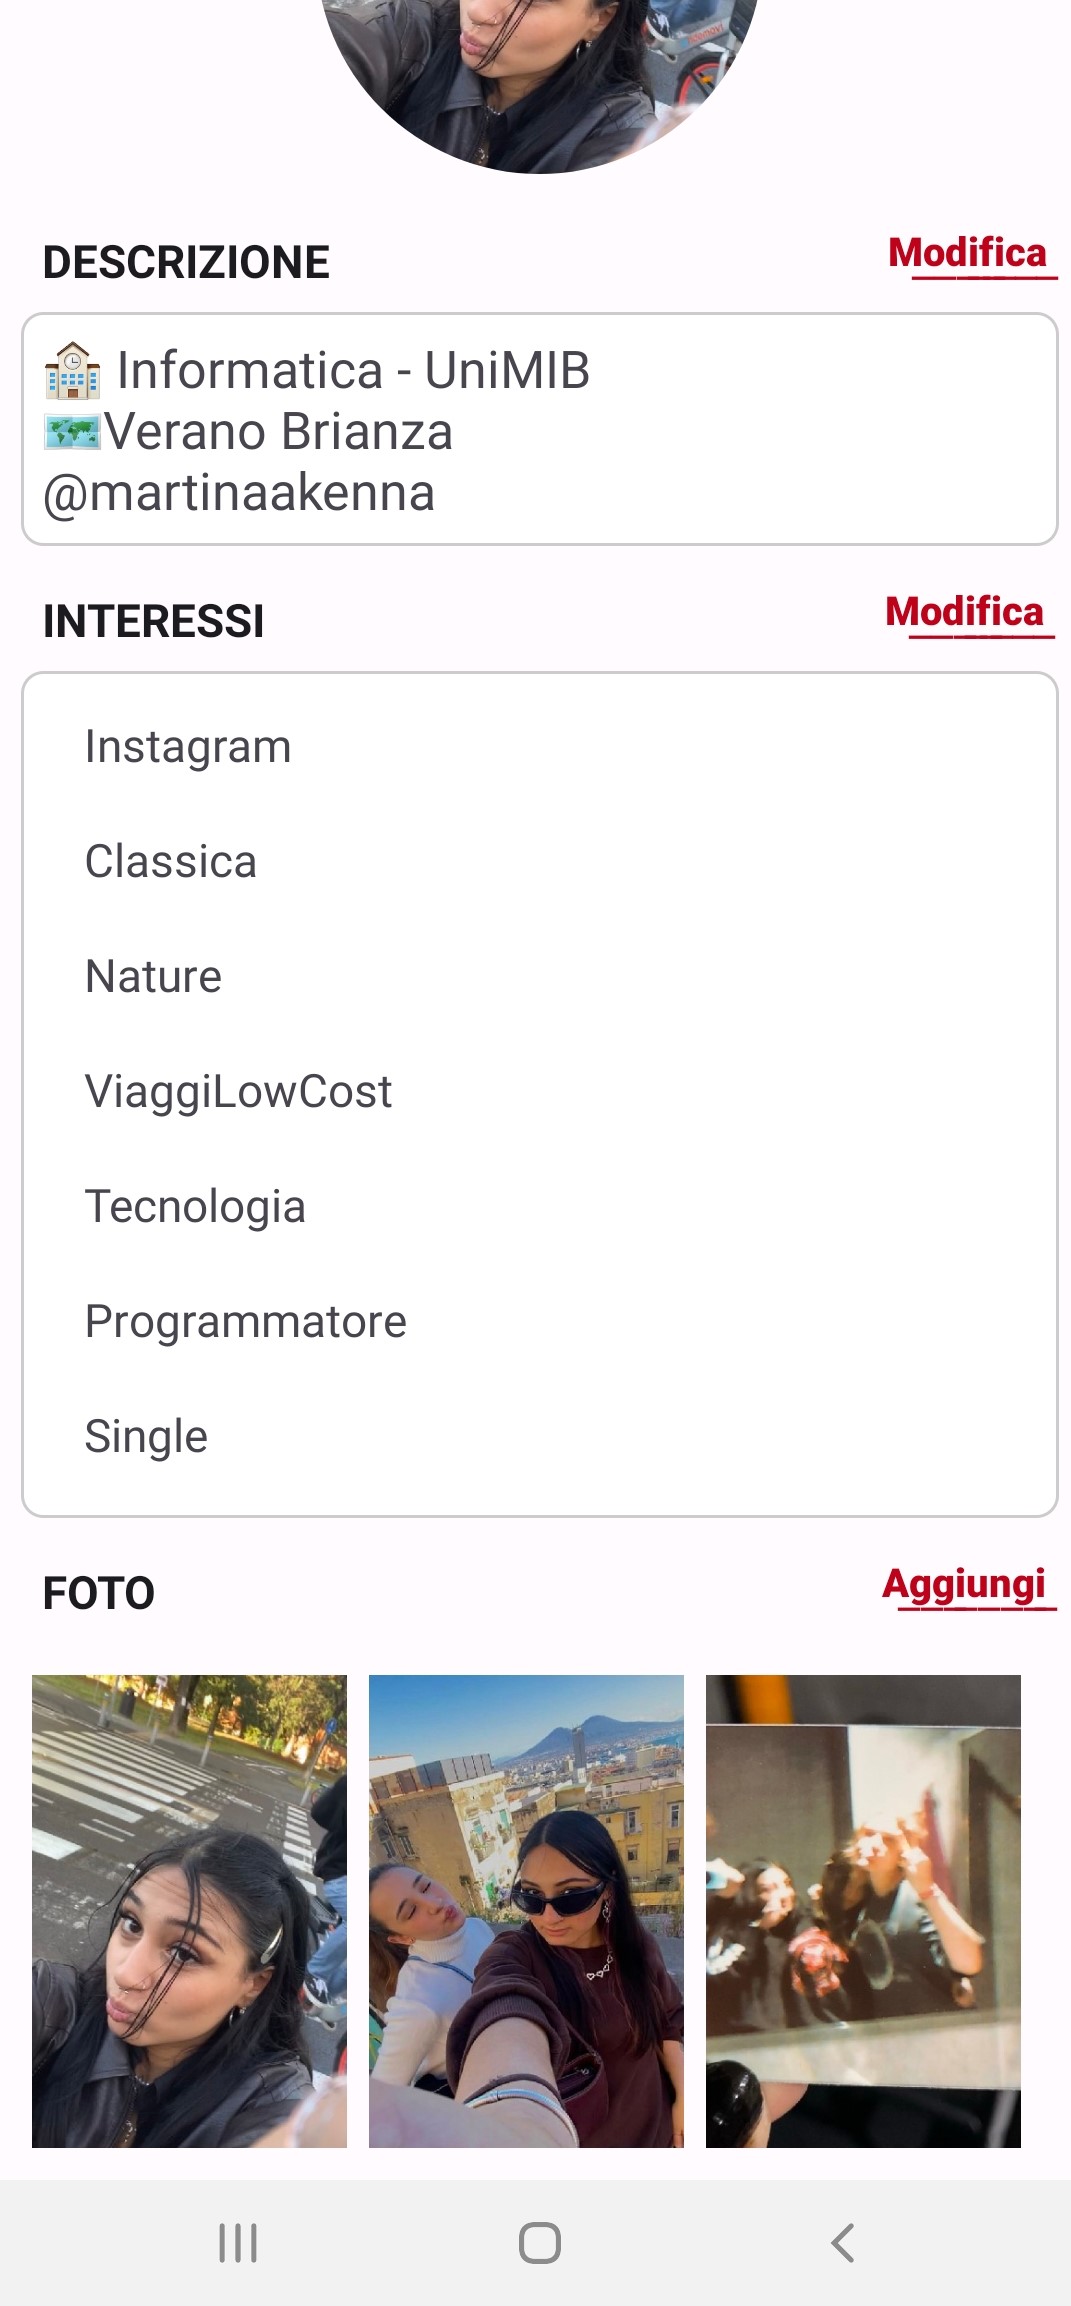 DESCRIZIONE
Modifica
🏫 Informatica - UniMIB
🗺️Verano Brianza
@martinaakenna
INTERESSI
Modifica
Instagram
Classica
Nature
ViaggiLowCost
Tecnologia
Programmatore
Single
FOTO
Aggiungi